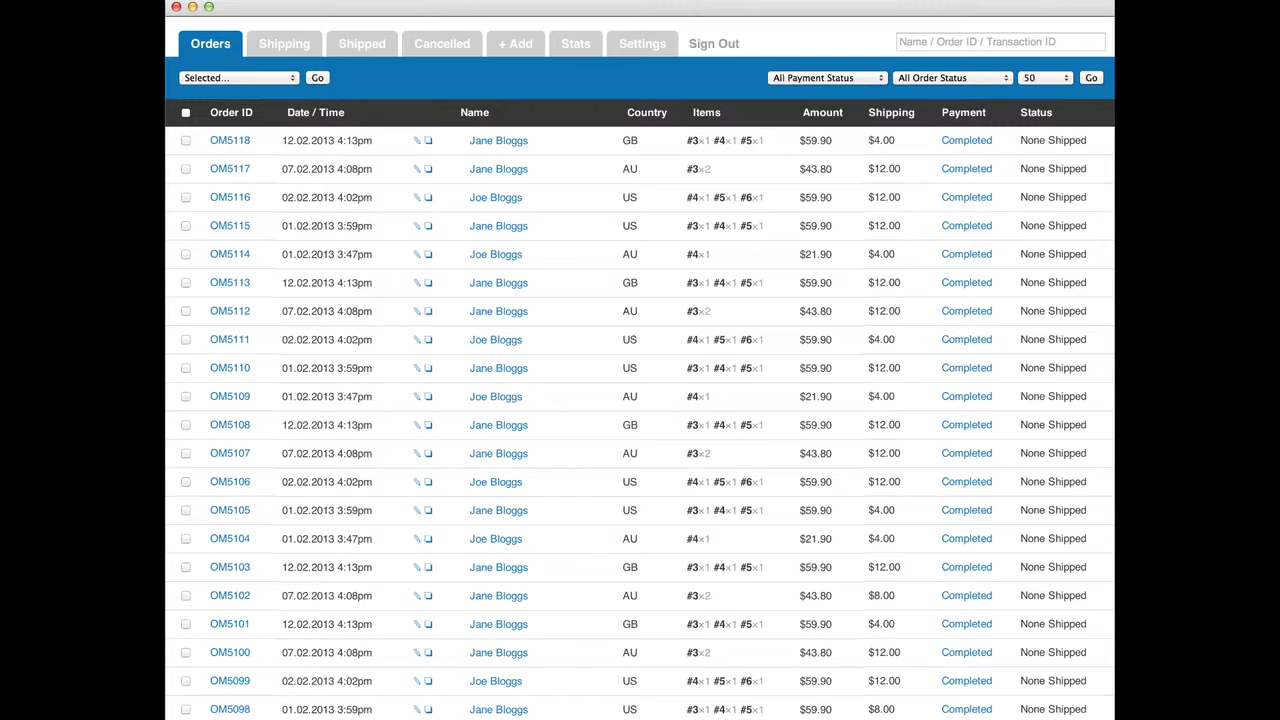 Orders Shipping Shipped Cancelled + Add Stats Settings Sign Out Name / Order ID / Transaction ID
Selected... Go All Payment Status All Order Status 50 Go
Order ID Date / Time Name Country Items Amount Shipping Payment Status
OM5118 12.02.2013 4:13pm Jane Bloggs GB #3×1 #4×1 #5×1 $59.90 $4.00 Completed None Shipped
OM5117 07.02.2013 4:08pm Jane Bloggs AU #3×2 $43.80 $12.00 Completed None Shipped
OM5116 02.02.2013 4:02pm Joe Bloggs US #4×1 #5×1 #6×1 $59.90 $12.00 Completed None Shipped
OM5115 01.02.2013 3:59pm Jane Bloggs US #3×1 #4×1 #5×1 $59.90 $12.00 Completed None Shipped
OM5114 01.02.2013 3:47pm Joe Bloggs AU #4×1 $21.90 $4.00 Completed None Shipped
OM5113 12.02.2013 4:13pm Jane Bloggs GB #3×1 #4×1 #5×1 $59.90 $12.00 Completed None Shipped
OM5112 07.02.2013 4:08pm Jane Bloggs AU #3×2 $43.80 $12.00 Completed None Shipped
OM5111 02.02.2013 4:02pm Joe Bloggs US #4×1 #5×1 #6×1 $59.90 $4.00 Completed None Shipped
OM5110 01.02.2013 3:59pm Jane Bloggs US #3×1 #4×1 #5×1 $59.90 $12.00 Completed None Shipped
OM5109 01.02.2013 3:47pm Joe Bloggs AU #4×1 $21.90 $4.00 Completed None Shipped
OM5108 12.02.2013 4:13pm Jane Bloggs GB #3×1 #4×1 #5×1 $59.90 $12.00 Completed None Shipped
OM5107 07.02.2013 4:08pm Jane Bloggs AU #3×2 $43.80 $12.00 Completed None Shipped
OM5106 02.02.2013 4:02pm Joe Bloggs US #4×1 #5×1 #6×1 $59.90 $12.00 Completed None Shipped
OM5105 01.02.2013 3:59pm Jane Bloggs US #3×1 #4×1 #5×1 $59.90 $4.00 Completed None Shipped
OM5104 01.02.2013 3:47pm Joe Bloggs AU #4×1 $21.90 $4.00 Completed None Shipped
OM5103 12.02.2013 4:13pm Jane Bloggs GB #3×1 #4×1 #5×1 $59.90 $12.00 Completed None Shipped
OM5102 07.02.2013 4:08pm Jane Bloggs AU #3×2 $43.80 $8.00 Completed None Shipped
OM5101 12.02.2013 4:13pm Jane Bloggs GB #3×1 #4×1 #5×1 $59.90 $4.00 Completed None Shipped
OM5100 07.02.2013 4:08pm Jane Bloggs AU #3×2 $43.80 $12.00 Completed None Shipped
OM5099 02.02.2013 4:02pm Joe Bloggs US #4×1 #5×1 #6×1 $59.90 $12.00 Completed None Shipped
OM5098 01.02.2013 3:59pm Jane Bloggs US #3×1 #4×1 #5×1 $59.90 $8.00 Completed None Shipped